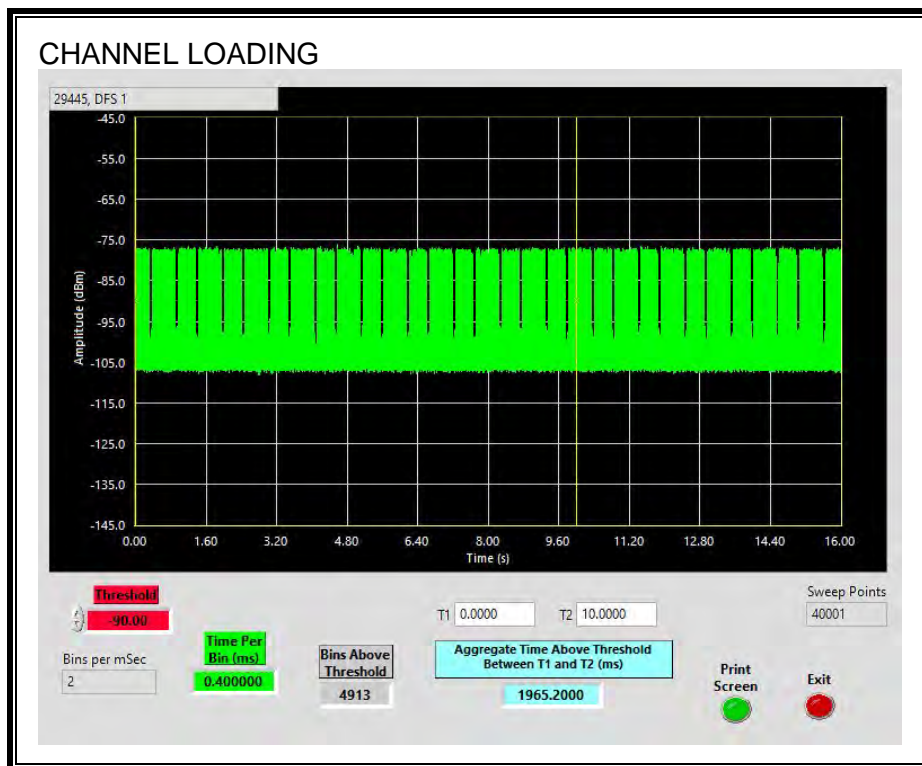 CHANNEL LOADING
29445, DFS 1
-45.0
-55.0
-65.0
-75.0
-85.0
-95.0
-105.0
-115.0
-125.0
-135.0
-145.0
Amplitude (dBm)
0.00 1.60 3.20 4.80 6.40 8.00 9.60 11.20 12.80 14.40 16.00
Time (s)
Threshold
-90.00
Bins per mSec
2
Time Per
Bin (ms)
0.400000
Bins Above
Threshold
4913
T1 0.0000 T2 10.0000
Aggregate Time Above Threshold
Between T1 and T2 (ms)
1965.2000
Sweep Points
40001
Print
Screen
Exit